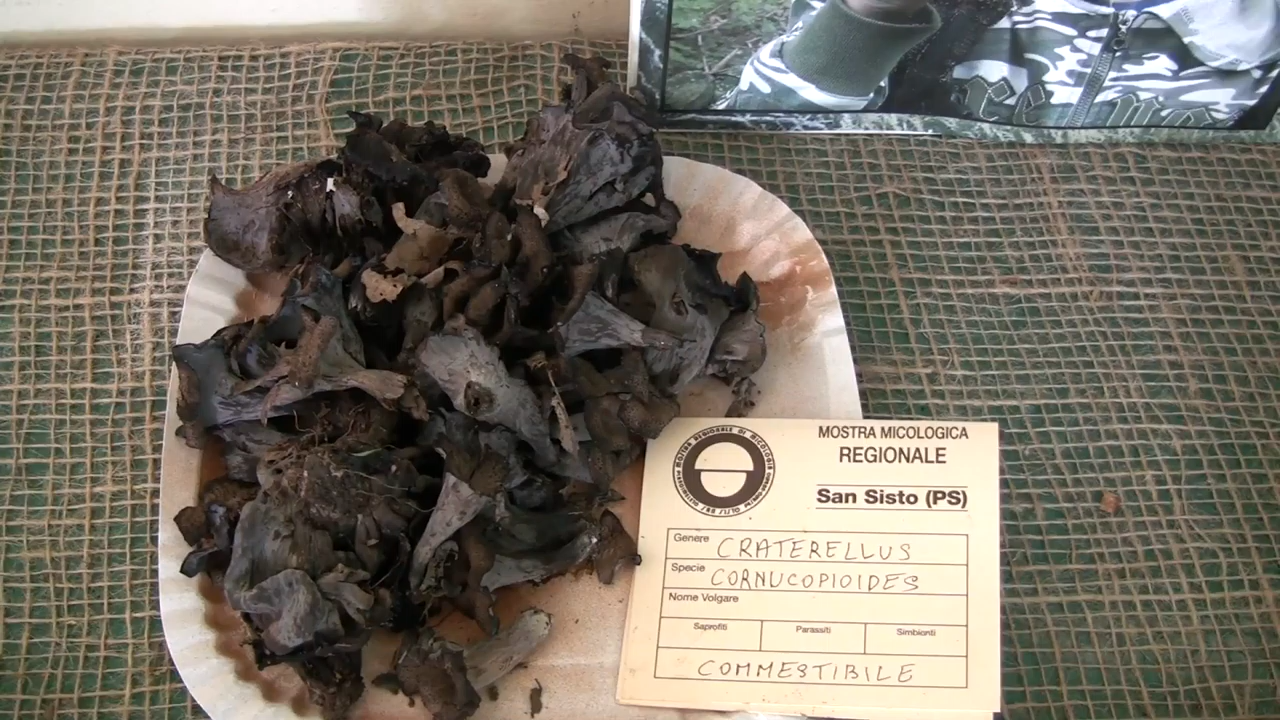 MOSTRA MICOLOGICA
REGIONALE
San Sisto (PS)
Genere CRATERELLUS
Specie CORNUCOPIOIDES
Nome Volgare
Saprofiti Parassiti Simbionti
COMMESTIBILE